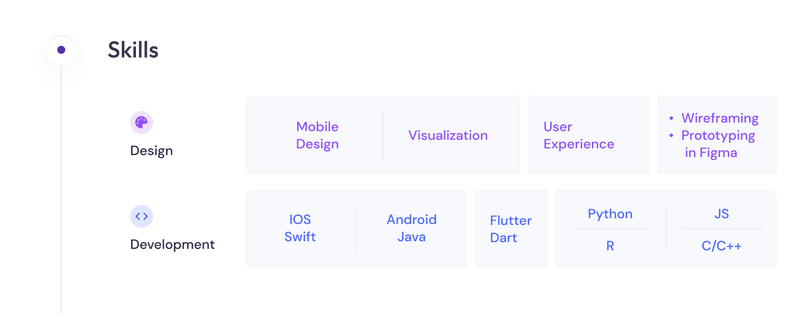 Skills
Design
Mobile
Design
Visualization
User
Experience
• Wireframing
• Prototyping
in Figma
Development
IOS
Swift
Android
Java
Flutter
Dart
Python
R
JS
C/C++